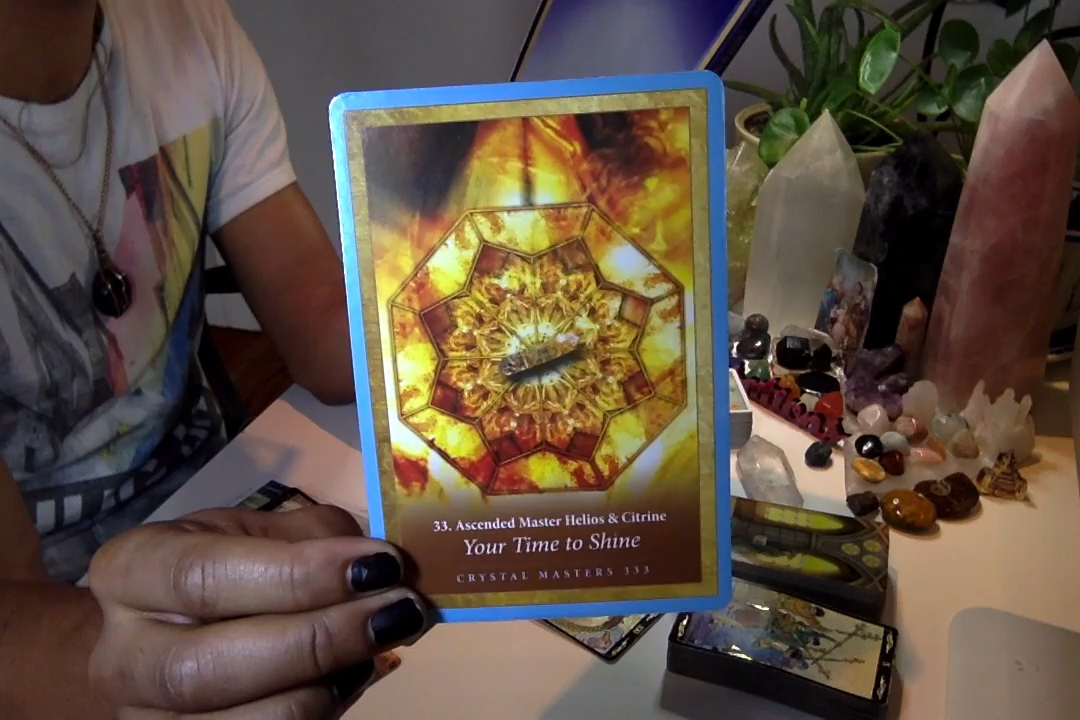 33. Ascended Master Helios & Citrine
Your Time to Shine
CRYSTAL MASTERS 333